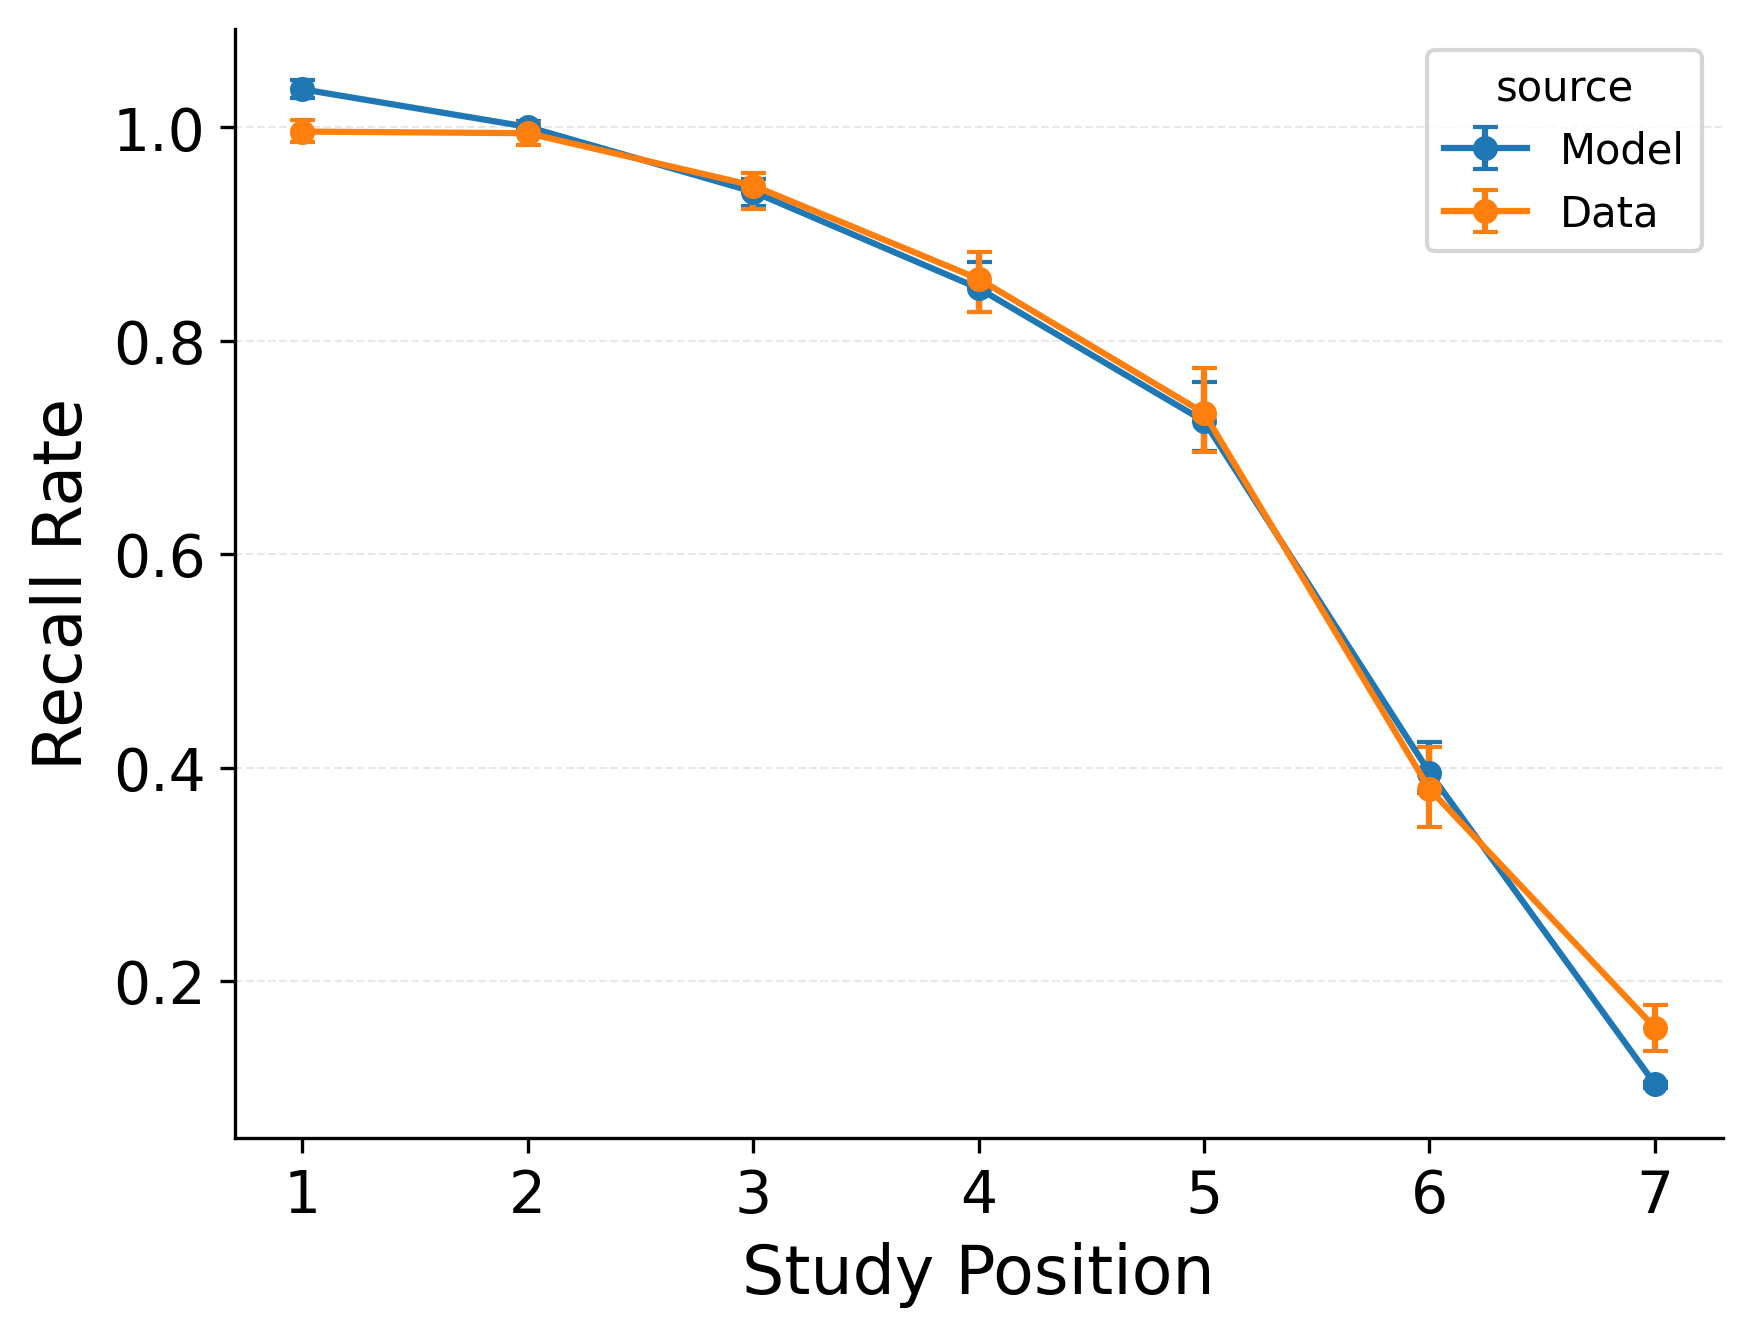 source
Model
Data
1.0
0.8
0.6
0.4
0.2
Recall Rate
1 2 3 4 5 6 7
Study Position